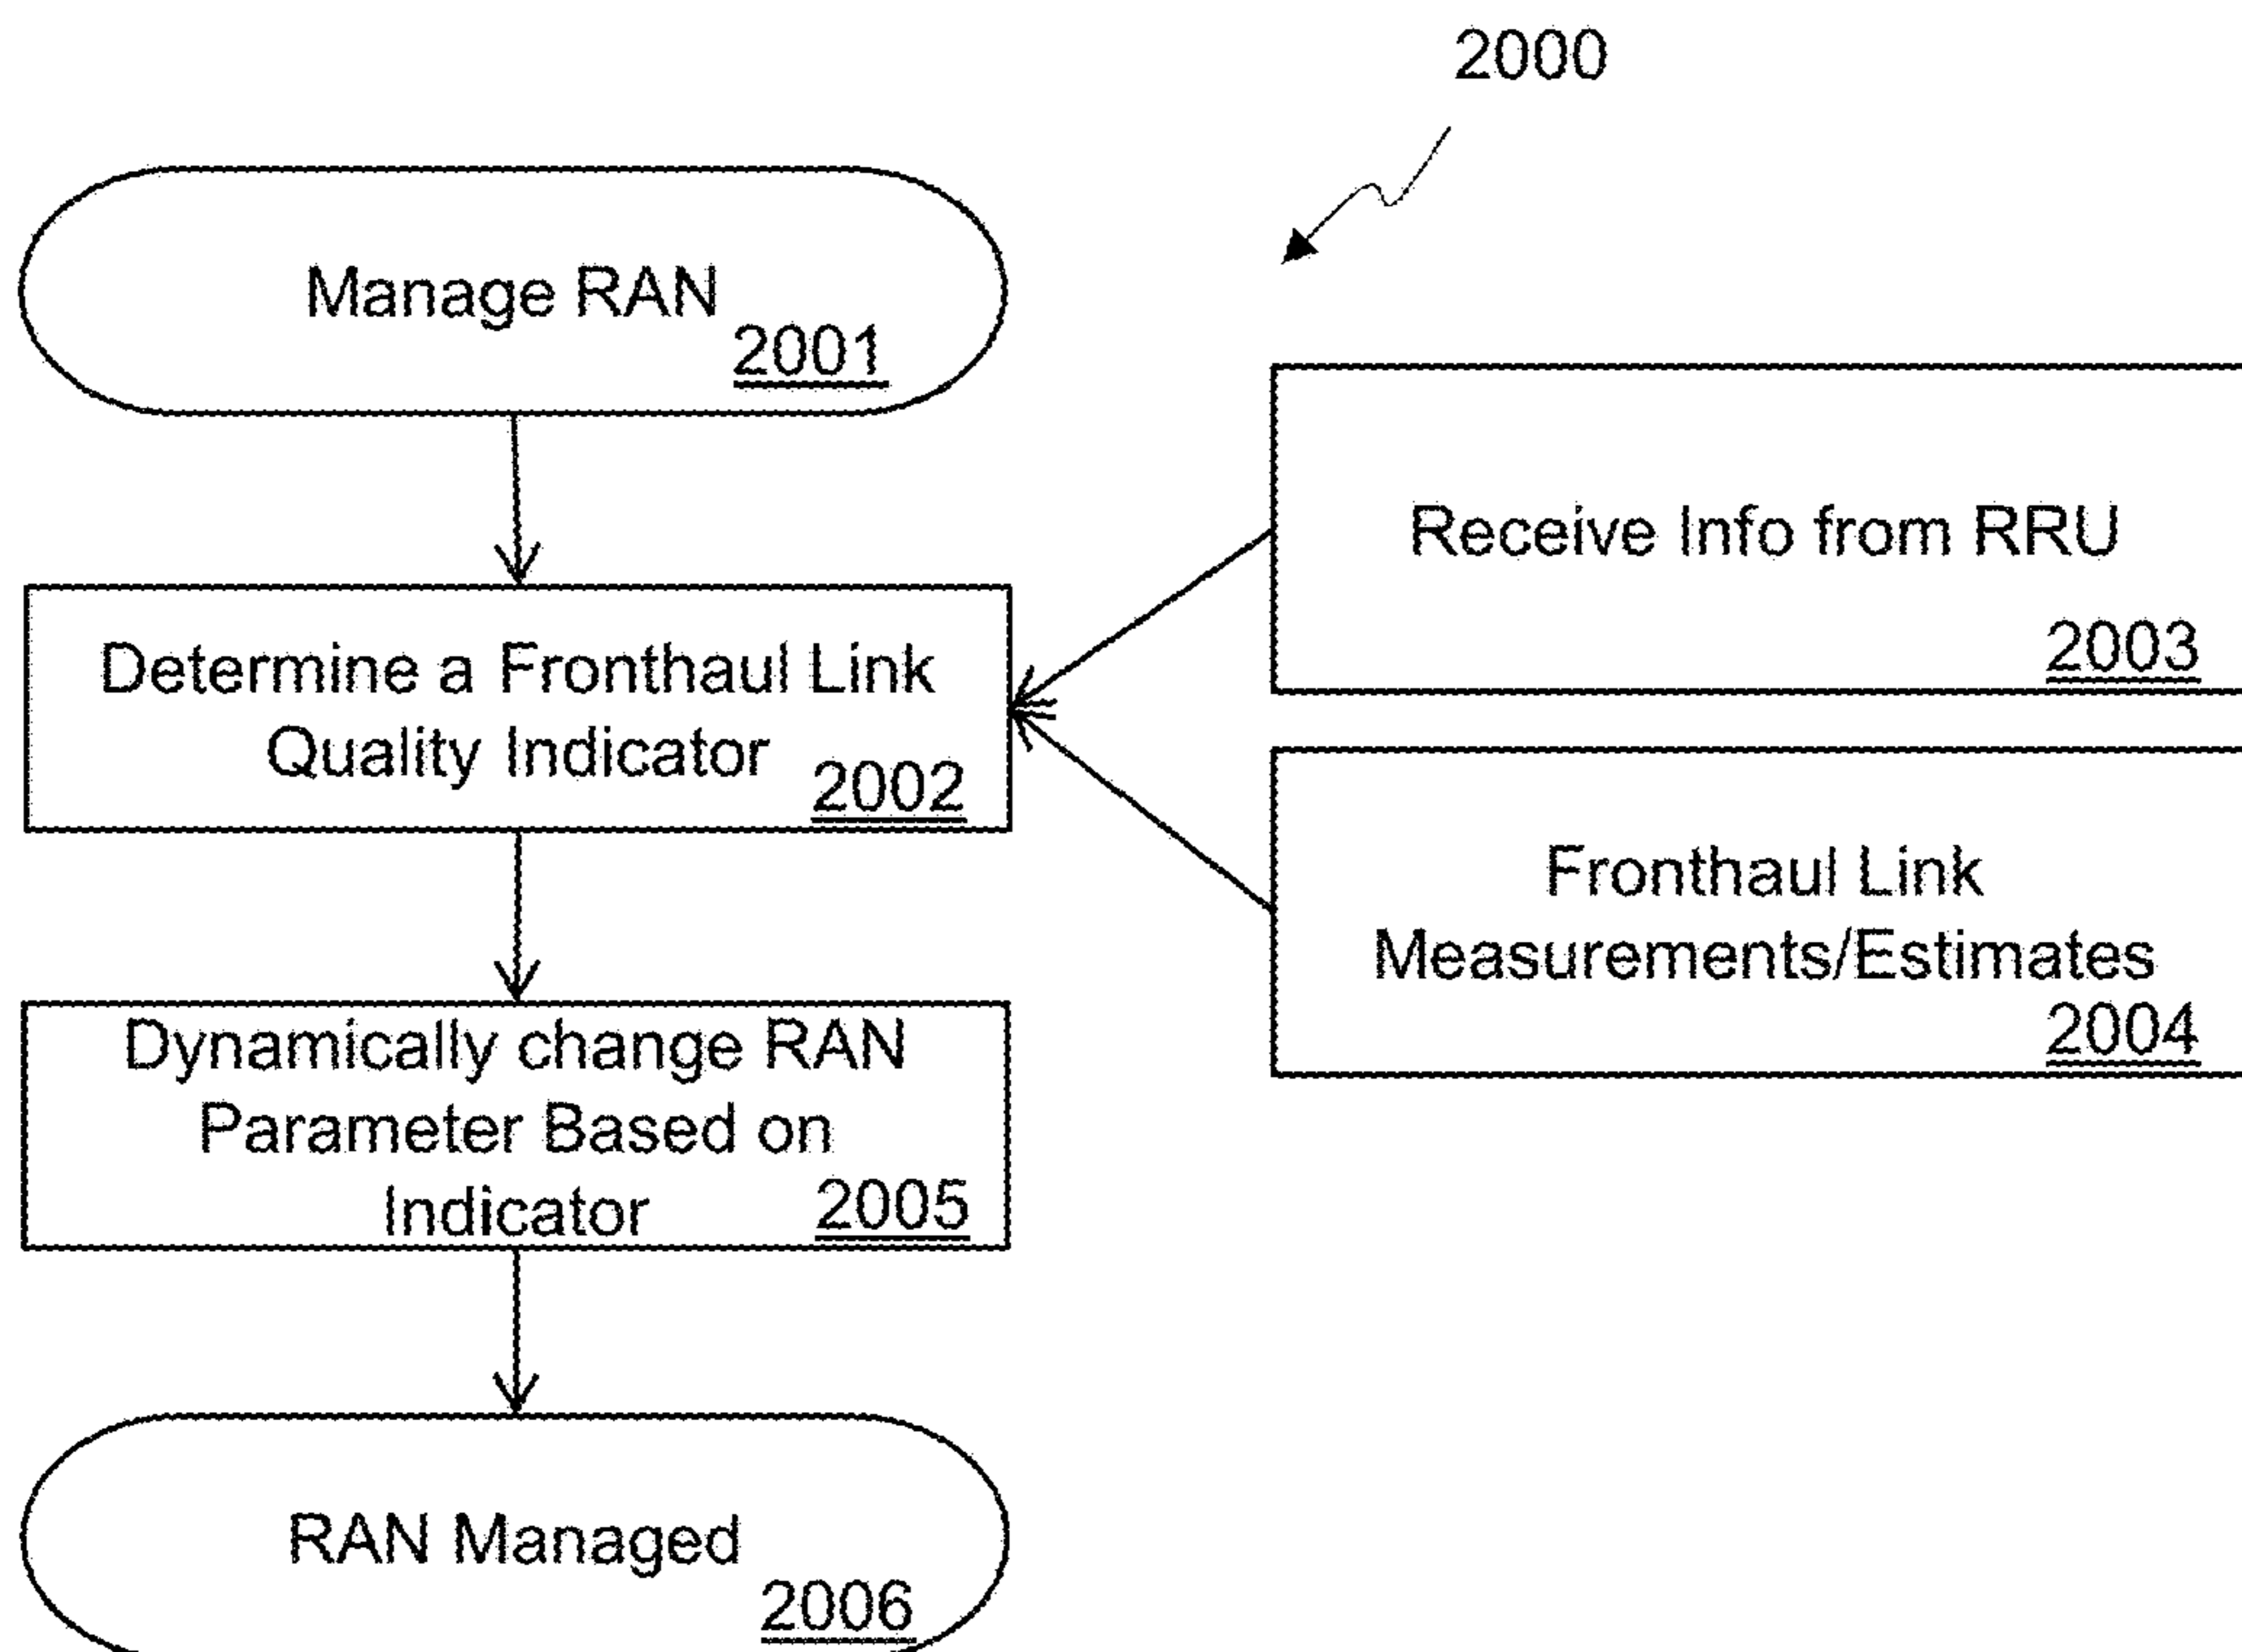 2000
Manage RAN
2001
Receive Info from RRU
2003
Determine a Fronthaul Link
Quality Indicator
2002
Fronthaul Link
Measurements/Estimates
2004
Dynamically change RAN
Parameter Based on
Indicator 2005
RAN Managed
2006